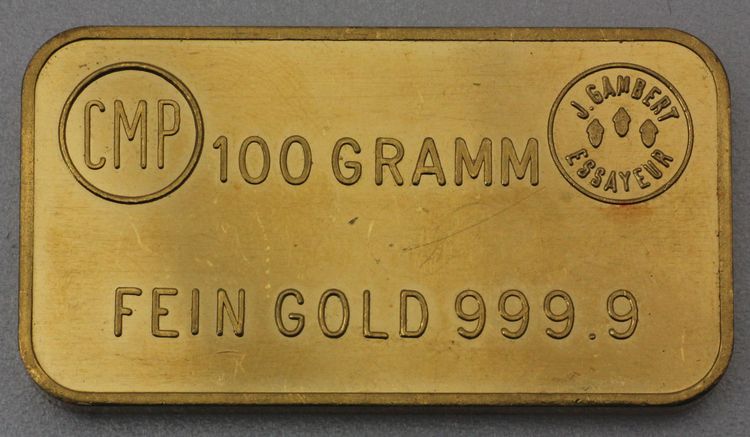 CMP
100 GRAMM
J. GAMBERT
ESSAYEUR
FEIN GOLD 999.9